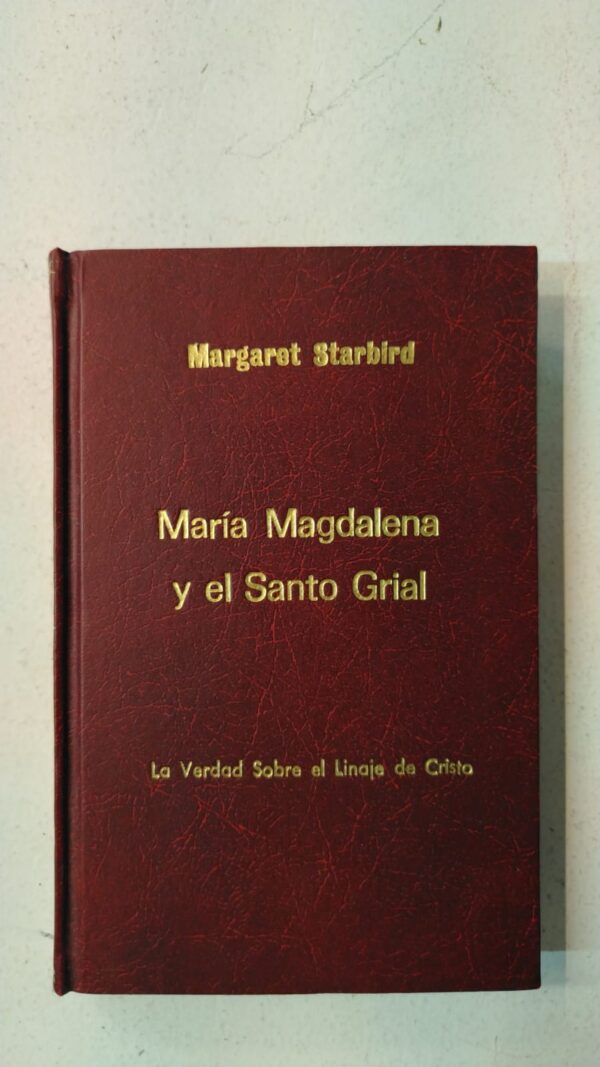 Margaret Starbird
María Magdalena
y el Santo Grial
La Verdad Sobre el Linaje de Cristo